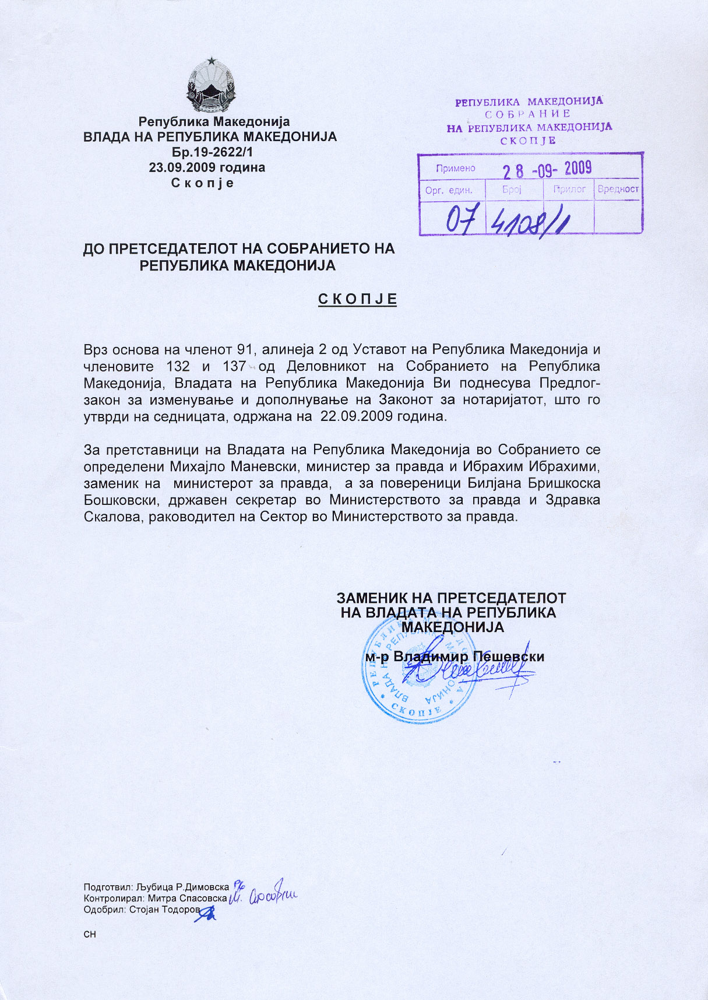 Република Македонија
ВЛАДА НА РЕПУБЛИКА МАКЕДОНИЈА
Бр.19-2622/1
23.09.2009 година
С к о п ј е
РЕПУБЛИКА МАКЕДОНИЈА
СОБРАНИЕ
НА РЕПУБЛИКА МАКЕДОНИЈА
СКОПЈЕ
Примено 28 -09- 2009
Орг. един. Број Прилог Вредност
07 4108/1
ДО ПРЕТСЕДАТЕЛОТ НА СОБРАНИЕТО НА
РЕПУБЛИКА МАКЕДОНИЈА
С К О П Ј Е
Врз основа на членот 91, алинеја 2 од Уставот на Република Македонија и
членовите 132 и 137 од Деловникот на Собранието на Република
Македонија, Владата на Република Македонија Ви поднесува Предлог-
закон за изменување и дополнување на Законот за нотаријатот, што го
утврди на седницата, одржана на 22.09.2009 година.
За претставници на Владата на Република Македонија во Собранието се
определени Михајло Маневски, министер за правда и Ибрахим Ибрахими,
заменик на министерот за правда, а за повереници Билјана Бришкоска
Бошковски, државен секретар во Министерството за правда и Здравка
Скалова, раководител на Сектор во Министерството за правда.
ЗАМЕНИК НА ПРЕТСЕДАТЕЛОТ
НА ВЛАДАТА НА РЕПУБЛИКА
МАКЕДОНИЈА
м-р Владимир Пешевски
РЕПУБЛИКА МАКЕДОНИЈА
ВЛАДА НА РЕПУБЛИКА МАКЕДОНИЈА
* СКОПЈЕ *
Подготвил: Љубица Р.Димовска
Контролирал: Митра Спасовска
Одобрил: Стојан Тодоров
СН